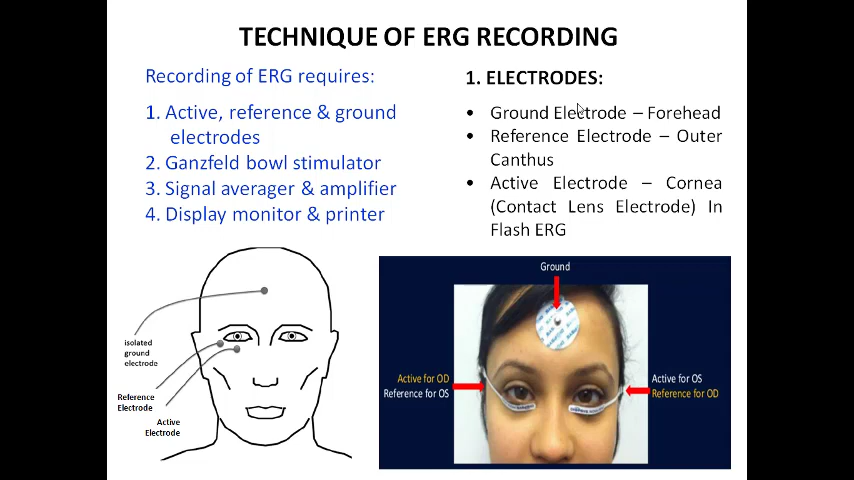 TECHNIQUE OF ERG RECORDING
Recording of ERG requires:
1. Active, reference & ground
electrodes
2. Ganzfeld bowl stimulator
3. Signal averager & amplifier
4. Display monitor & printer
1. ELECTRODES:
• Ground Electrode – Forehead
• Reference Electrode – Outer
Canthus
• Active Electrode – Cornea
(Contact Lens Electrode) In
Flash ERG
isolated
ground
electrode
Reference
Electrode
Active
Electrode
Ground
Active for OD
Reference for OS
Active for OS
Reference for OD